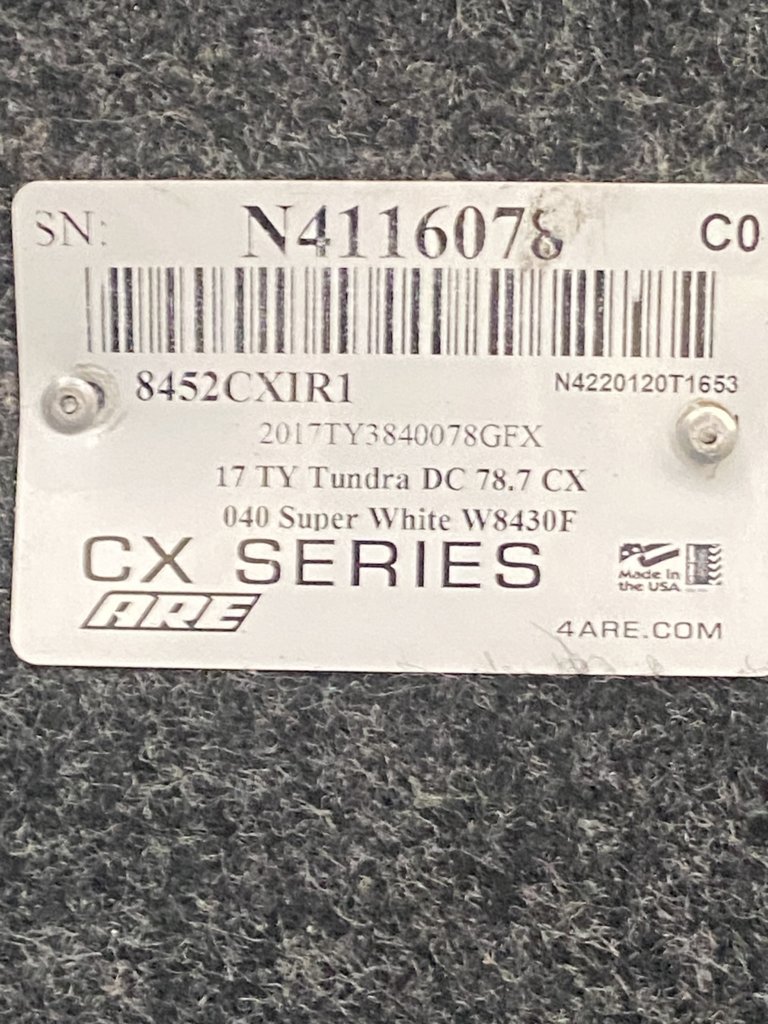 SN: N4116078 C0
8452CXIR1 N4220120T1653
2017TY3840078GFX
17 TY Tundra DC 78.7 CX
040 Super White W8430F
CX SERIES
Made in
the USA
ARE
4ARE.COM